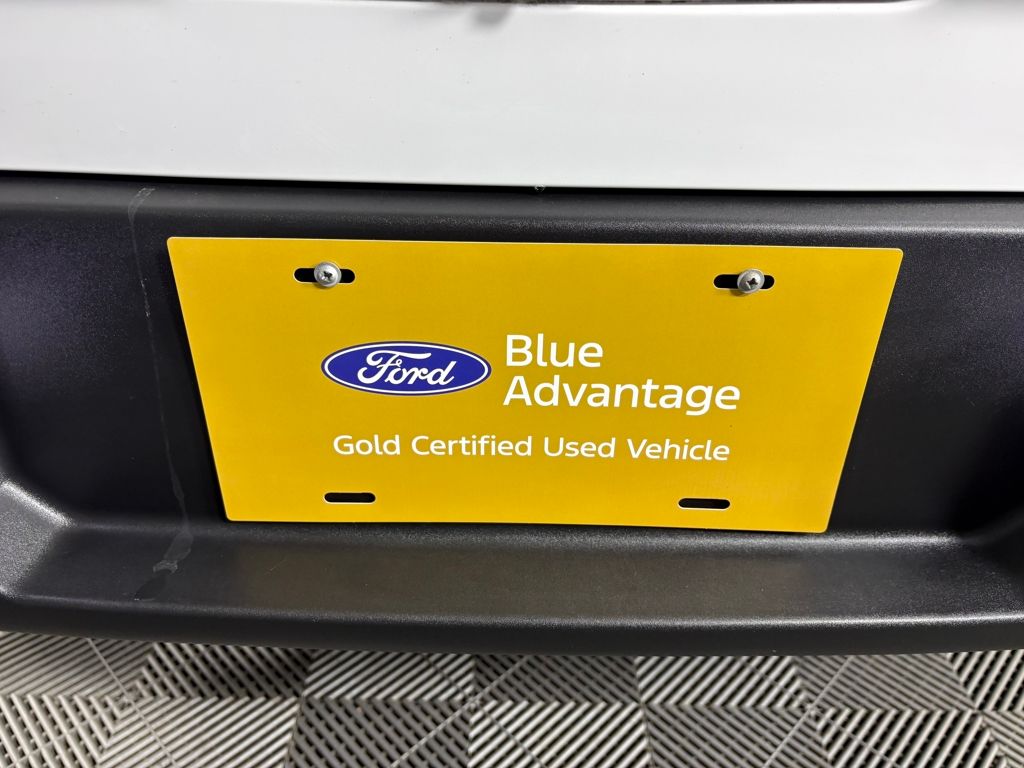 Ford
Blue
Advantage
Gold Certified Used Vehicle